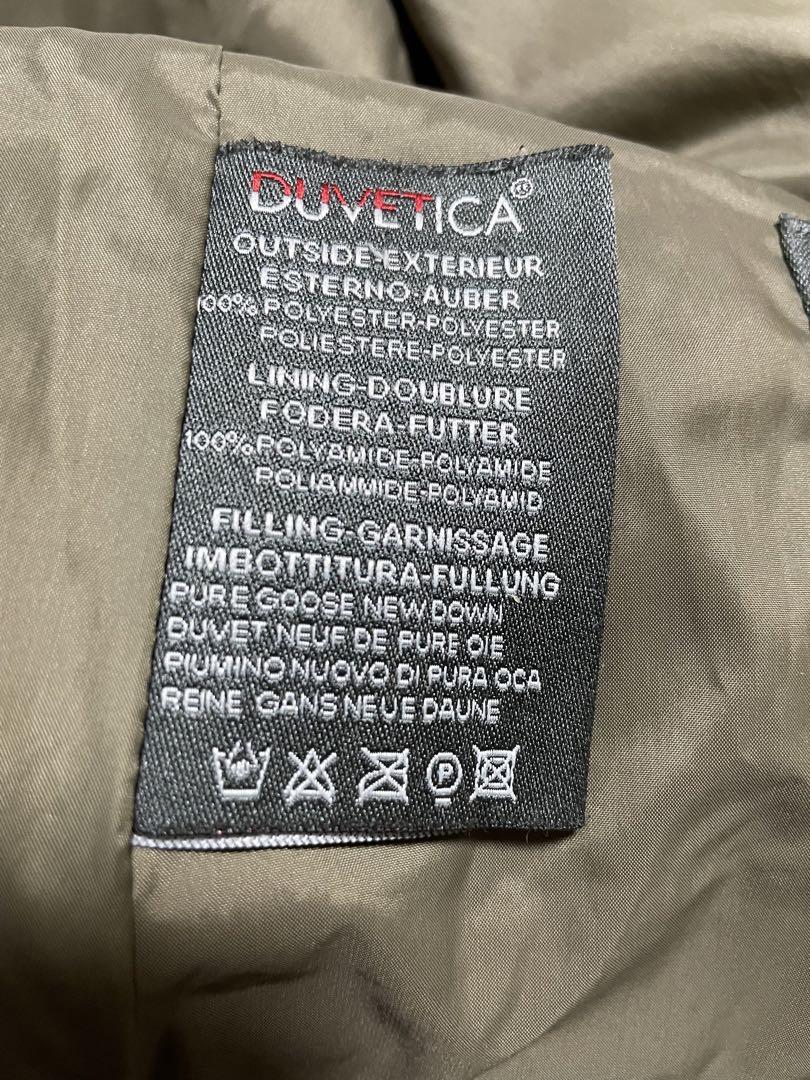 DUVETICA®
OUTSIDE-EXTERIEUR
ESTERNO-AUBER
100% POLYESTER-POLYESTER
POLIESTERE-POLYESTER
LINING-DOUBLURE
FODERA-FUTTER
100% POLYAMIDE-POLYAMIDE
POLIAMMIDE-POLYAMID
FILLING-GARNISSAGE
IMBOTTITURA-FULLUNG
PURE GOOSE NEW DOWN
DUVET NEUF DE PURE OIE
PIUMINO NUOVO DI PURA OCA
REINE GANS NEUE DAUNE
P